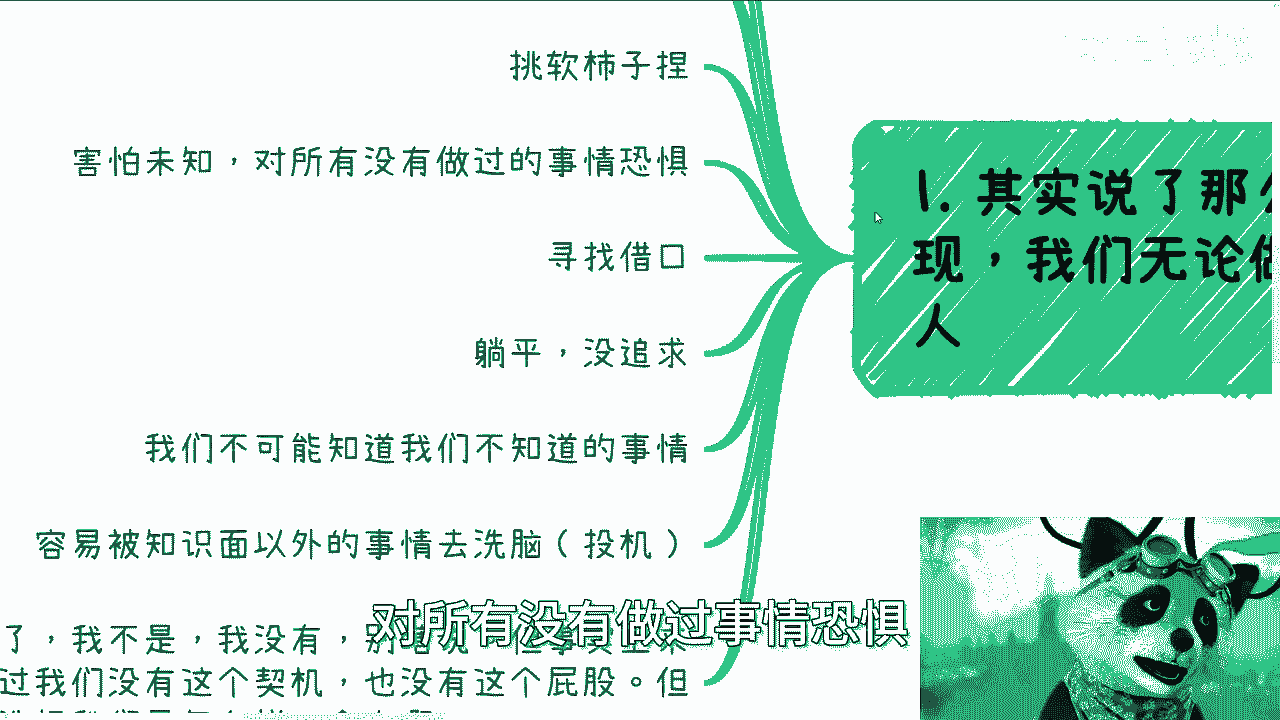 挑软柿子捏
害怕未知，对所有没有做过的事情恐惧
寻找借口
躺平，没追求
我们不可能知道我们不知道的事情
容易被知识面以外的事情去洗脑（投机）
了，我不是，我没有，别
过我们没有这个契机，也没有这个屁股。但
1. 其实说了那么
现，我们无论做
人
对所有没有做过事情恐惧